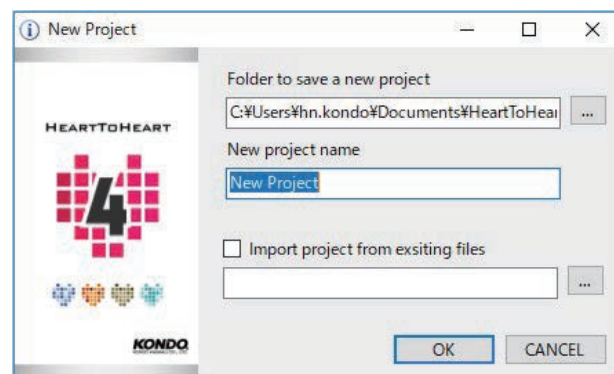 New Project
Folder to save a new project
C:¥Users¥hn.kondo¥Documents¥HeartToHear
...
HEARTTOHEART
4
New project name
New Project
Import project from exsiting files
...
KONDO
OK
CANCEL